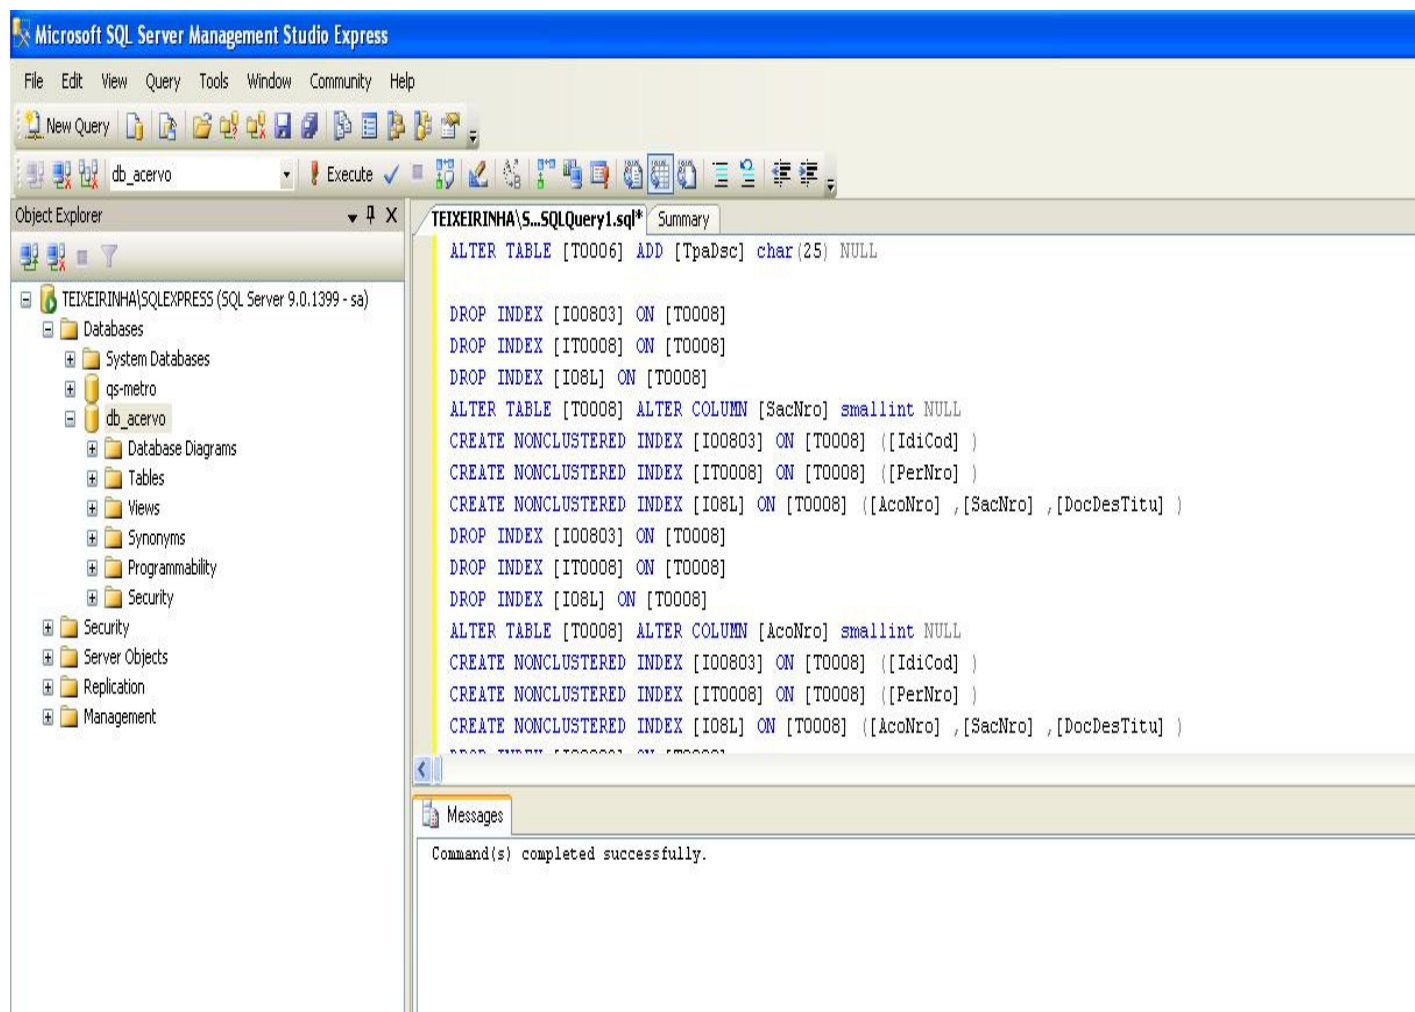 Microsoft SQL Server Management Studio Express
File Edit View Query Tools Window Community Help
New Query
db_acervo Execute
Object Explorer
TEIXEIRINHA\SQLEXPRESS (SQL Server 9.0.1399 - sa)
Databases
System Databases
qs-metro
db_acervo
Database Diagrams
Tables
Views
Synonyms
Programmability
Security
Security
Server Objects
Replication
Management
TEIXEIRINHA\S...SQLQuery1.sql* Summary
ALTER TABLE [T0006] ADD [TpaDsc] char(25) NULL
DROP INDEX [I00803] ON [T0008]
DROP INDEX [IT0008] ON [T0008]
DROP INDEX [I08L] ON [T0008]
ALTER TABLE [T0008] ALTER COLUMN [SacNro] smallint NULL
CREATE NONCLUSTERED INDEX [I00803] ON [T0008] ([IdiCod] )
CREATE NONCLUSTERED INDEX [IT0008] ON [T0008] ([PerNro] )
CREATE NONCLUSTERED INDEX [I08L] ON [T0008] ([AcoNro] ,[SacNro] ,[DocDesTitu] )
DROP INDEX [I00803] ON [T0008]
DROP INDEX [IT0008] ON [T0008]
DROP INDEX [I08L] ON [T0008]
ALTER TABLE [T0008] ALTER COLUMN [AcoNro] smallint NULL
CREATE NONCLUSTERED INDEX [I00803] ON [T0008] ([IdiCod] )
CREATE NONCLUSTERED INDEX [IT0008] ON [T0008] ([PerNro] )
CREATE NONCLUSTERED INDEX [I08L] ON [T0008] ([AcoNro] ,[SacNro] ,[DocDesTitu] )
Messages
Command(s) completed successfully.